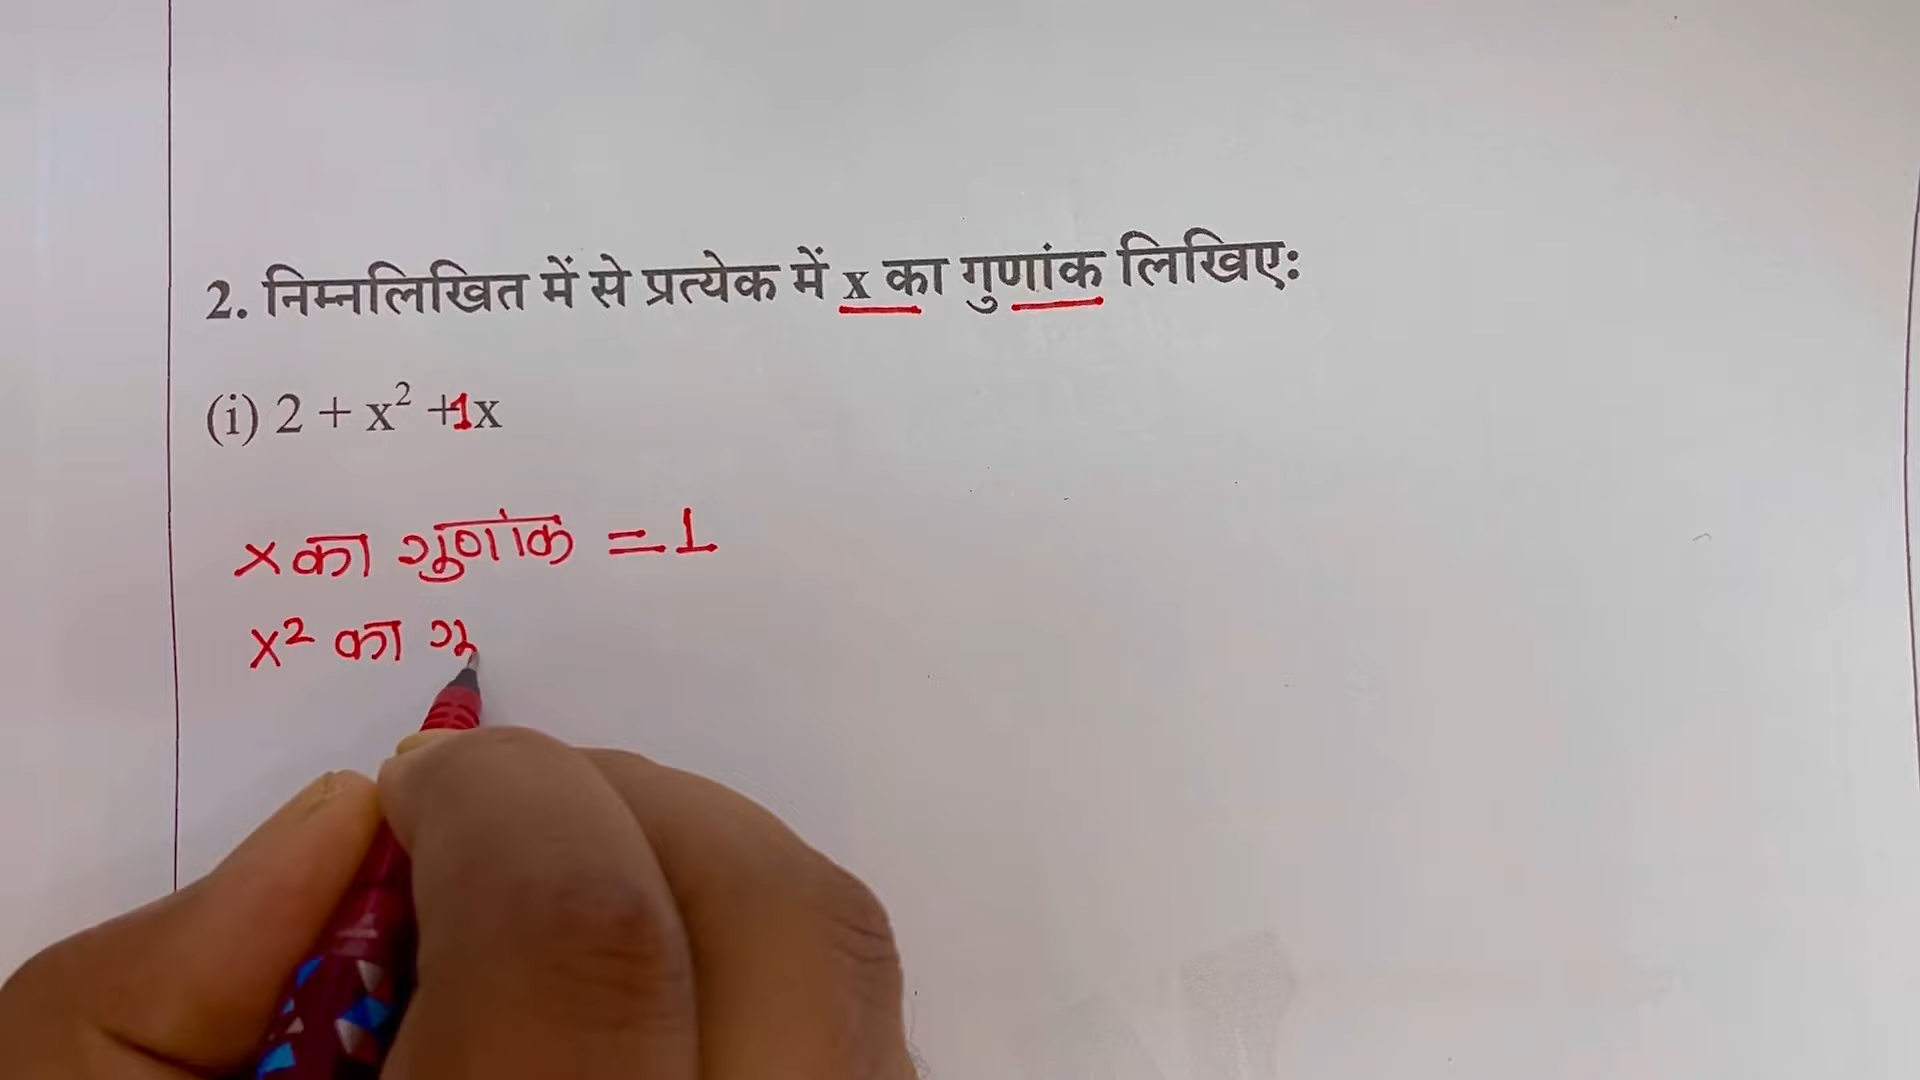 2. निम्नलिखित में से प्रत्येक में x का गुणांक लिखिए:
(i) 2 + x² +1x
x का गुणांक = 1
x² का